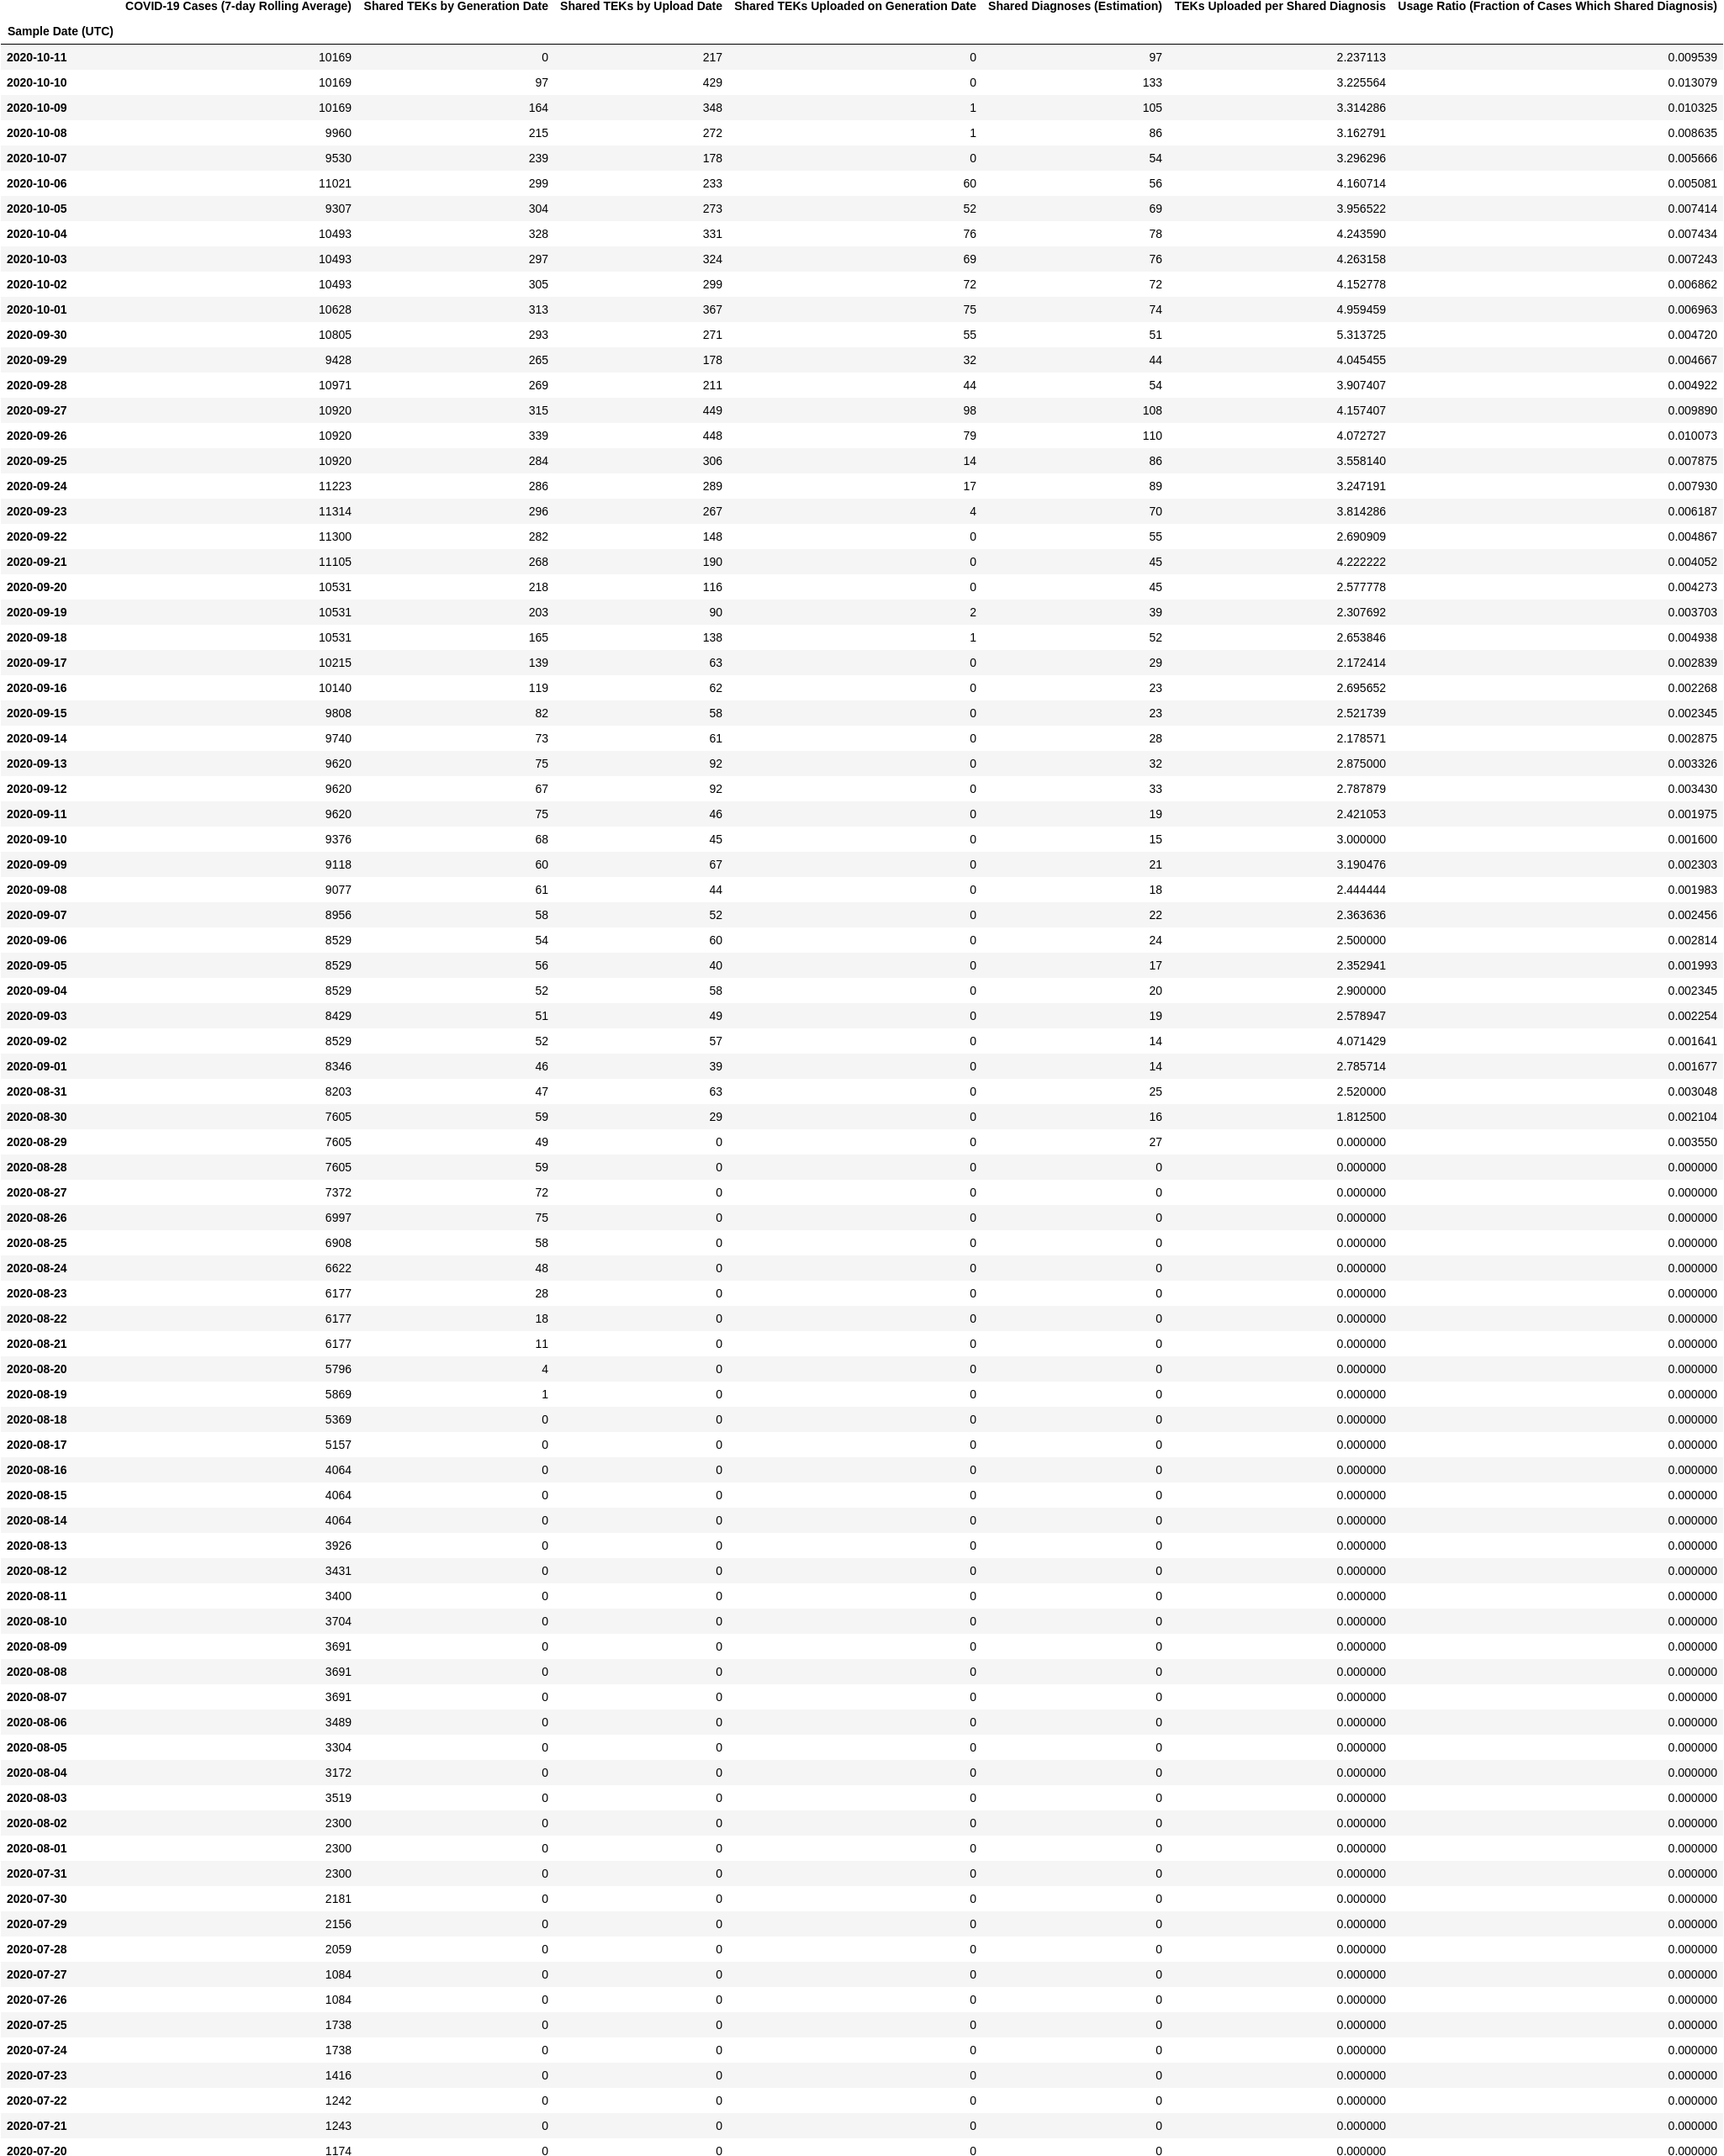 COVID-19 Cases (7-day Rolling Average) Shared TEKs by Generation Date Shared TEKs by Upload Date Shared TEKs Uploaded on Generation Date Shared Diagnoses (Estimation) TEKs Uploaded per Shared Diagnosis Usage Ratio (Fraction of Cases Which Shared Diagnosis)
Sample Date (UTC)
2020-10-11 10169 0 217 0 97 2.237113 0.009539
2020-10-10 10169 97 429 0 133 3.225564 0.013079
2020-10-09 10169 164 348 1 105 3.314286 0.010325
2020-10-08 9960 215 272 1 86 3.162791 0.008635
2020-10-07 9530 239 178 0 54 3.296296 0.005666
2020-10-06 11021 299 233 60 56 4.160714 0.005081
2020-10-05 9307 304 273 52 69 3.956522 0.007414
2020-10-04 10493 328 331 76 78 4.243590 0.007434
2020-10-03 10493 297 324 69 76 4.263158 0.007243
2020-10-02 10493 305 299 72 72 4.152778 0.006862
2020-10-01 10628 313 367 75 74 4.959459 0.006963
2020-09-30 10805 293 271 55 51 5.313725 0.004720
2020-09-29 9428 265 178 32 44 4.045455 0.004667
2020-09-28 10971 269 211 44 54 3.907407 0.004922
2020-09-27 10920 315 449 98 108 4.157407 0.009890
2020-09-26 10920 339 448 79 110 4.072727 0.010073
2020-09-25 10920 284 306 14 86 3.558140 0.007875
2020-09-24 11223 286 289 17 89 3.247191 0.007930
2020-09-23 11314 296 267 4 70 3.814286 0.006187
2020-09-22 11300 282 148 0 55 2.690909 0.004867
2020-09-21 11105 268 190 0 45 4.222222 0.004052
2020-09-20 10531 218 116 0 45 2.577778 0.004273
2020-09-19 10531 203 90 2 39 2.307692 0.003703
2020-09-18 10531 165 138 1 52 2.653846 0.004938
2020-09-17 10215 139 63 0 29 2.172414 0.002839
2020-09-16 10140 119 62 0 23 2.695652 0.002268
2020-09-15 9808 82 58 0 23 2.521739 0.002345
2020-09-14 9740 73 61 0 28 2.178571 0.002875
2020-09-13 9620 75 92 0 32 2.875000 0.003326
2020-09-12 9620 67 92 0 33 2.787879 0.003430
2020-09-11 9620 75 46 0 19 2.421053 0.001975
2020-09-10 9376 68 45 0 15 3.000000 0.001600
2020-09-09 9118 60 67 0 21 3.190476 0.002303
2020-09-08 9077 61 44 0 18 2.444444 0.001983
2020-09-07 8956 58 52 0 22 2.363636 0.002456
2020-09-06 8529 54 60 0 24 2.500000 0.002814
2020-09-05 8529 56 40 0 17 2.352941 0.001993
2020-09-04 8529 52 58 0 20 2.900000 0.002345
2020-09-03 8429 51 49 0 19 2.578947 0.002254
2020-09-02 8529 52 57 0 14 4.071429 0.001641
2020-09-01 8346 46 39 0 14 2.785714 0.001677
2020-08-31 8203 47 63 0 25 2.520000 0.003048
2020-08-30 7605 59 29 0 16 1.812500 0.002104
2020-08-29 7605 49 0 0 27 0.000000 0.003550
2020-08-28 7605 59 0 0 0 0.000000 0.000000
2020-08-27 7372 72 0 0 0 0.000000 0.000000
2020-08-26 6997 75 0 0 0 0.000000 0.000000
2020-08-25 6908 58 0 0 0 0.000000 0.000000
2020-08-24 6622 48 0 0 0 0.000000 0.000000
2020-08-23 6177 28 0 0 0 0.000000 0.000000
2020-08-22 6177 18 0 0 0 0.000000 0.000000
2020-08-21 6177 11 0 0 0 0.000000 0.000000
2020-08-20 5796 4 0 0 0 0.000000 0.000000
2020-08-19 5869 1 0 0 0 0.000000 0.000000
2020-08-18 5369 0 0 0 0 0.000000 0.000000
2020-08-17 5157 0 0 0 0 0.000000 0.000000
2020-08-16 4064 0 0 0 0 0.000000 0.000000
2020-08-15 4064 0 0 0 0 0.000000 0.000000
2020-08-14 4064 0 0 0 0 0.000000 0.000000
2020-08-13 3926 0 0 0 0 0.000000 0.000000
2020-08-12 3431 0 0 0 0 0.000000 0.000000
2020-08-11 3400 0 0 0 0 0.000000 0.000000
2020-08-10 3704 0 0 0 0 0.000000 0.000000
2020-08-09 3691 0 0 0 0 0.000000 0.000000
2020-08-08 3691 0 0 0 0 0.000000 0.000000
2020-08-07 3691 0 0 0 0 0.000000 0.000000
2020-08-06 3489 0 0 0 0 0.000000 0.000000
2020-08-05 3304 0 0 0 0 0.000000 0.000000
2020-08-04 3172 0 0 0 0 0.000000 0.000000
2020-08-03 3519 0 0 0 0 0.000000 0.000000
2020-08-02 2300 0 0 0 0 0.000000 0.000000
2020-08-01 2300 0 0 0 0 0.000000 0.000000
2020-07-31 2300 0 0 0 0 0.000000 0.000000
2020-07-30 2181 0 0 0 0 0.000000 0.000000
2020-07-29 2156 0 0 0 0 0.000000 0.000000
2020-07-28 2059 0 0 0 0 0.000000 0.000000
2020-07-27 1084 0 0 0 0 0.000000 0.000000
2020-07-26 1084 0 0 0 0 0.000000 0.000000
2020-07-25 1738 0 0 0 0 0.000000 0.000000
2020-07-24 1738 0 0 0 0 0.000000 0.000000
2020-07-23 1416 0 0 0 0 0.000000 0.000000
2020-07-22 1242 0 0 0 0 0.000000 0.000000
2020-07-21 1243 0 0 0 0 0.000000 0.000000
2020-07-20 1174 0 0 0 0 0.000000 0.000000